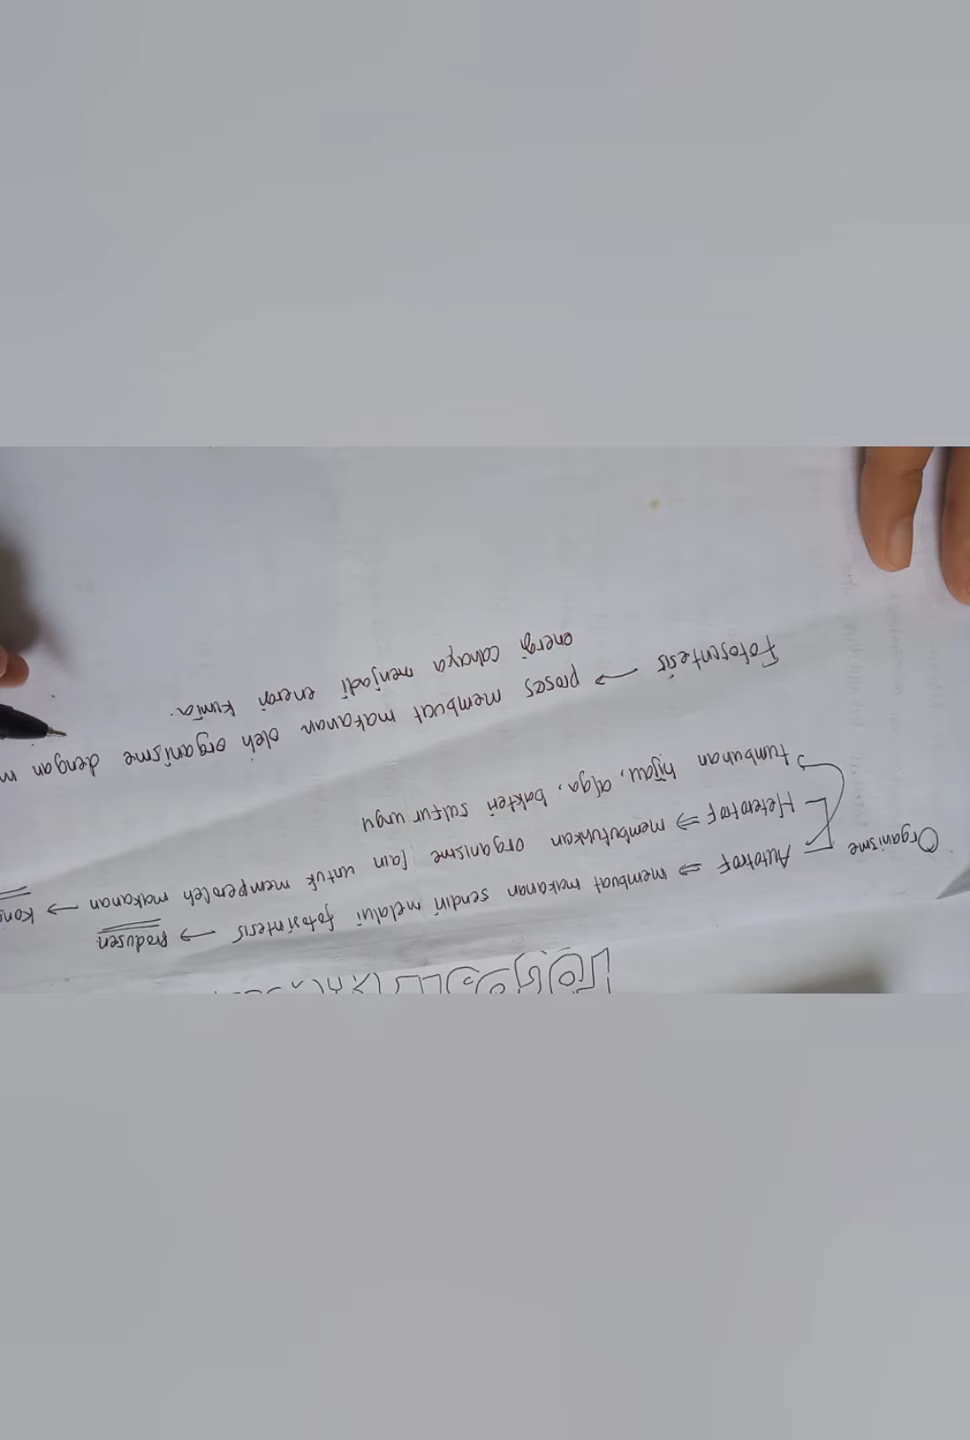 Organisme
Autotrof ⇒ membuat makanan sendiri melalui fotosintesis → Produsen
Heterotrof ⇒ membutuhkan organisme lain untuk memperoleh makanan →
tumbuhan hijau, alga, bakteri sulfur ungu
Fotosintesis → proses membuat makanan oleh organisme dengan
energi cahaya menjadi energi kimia.